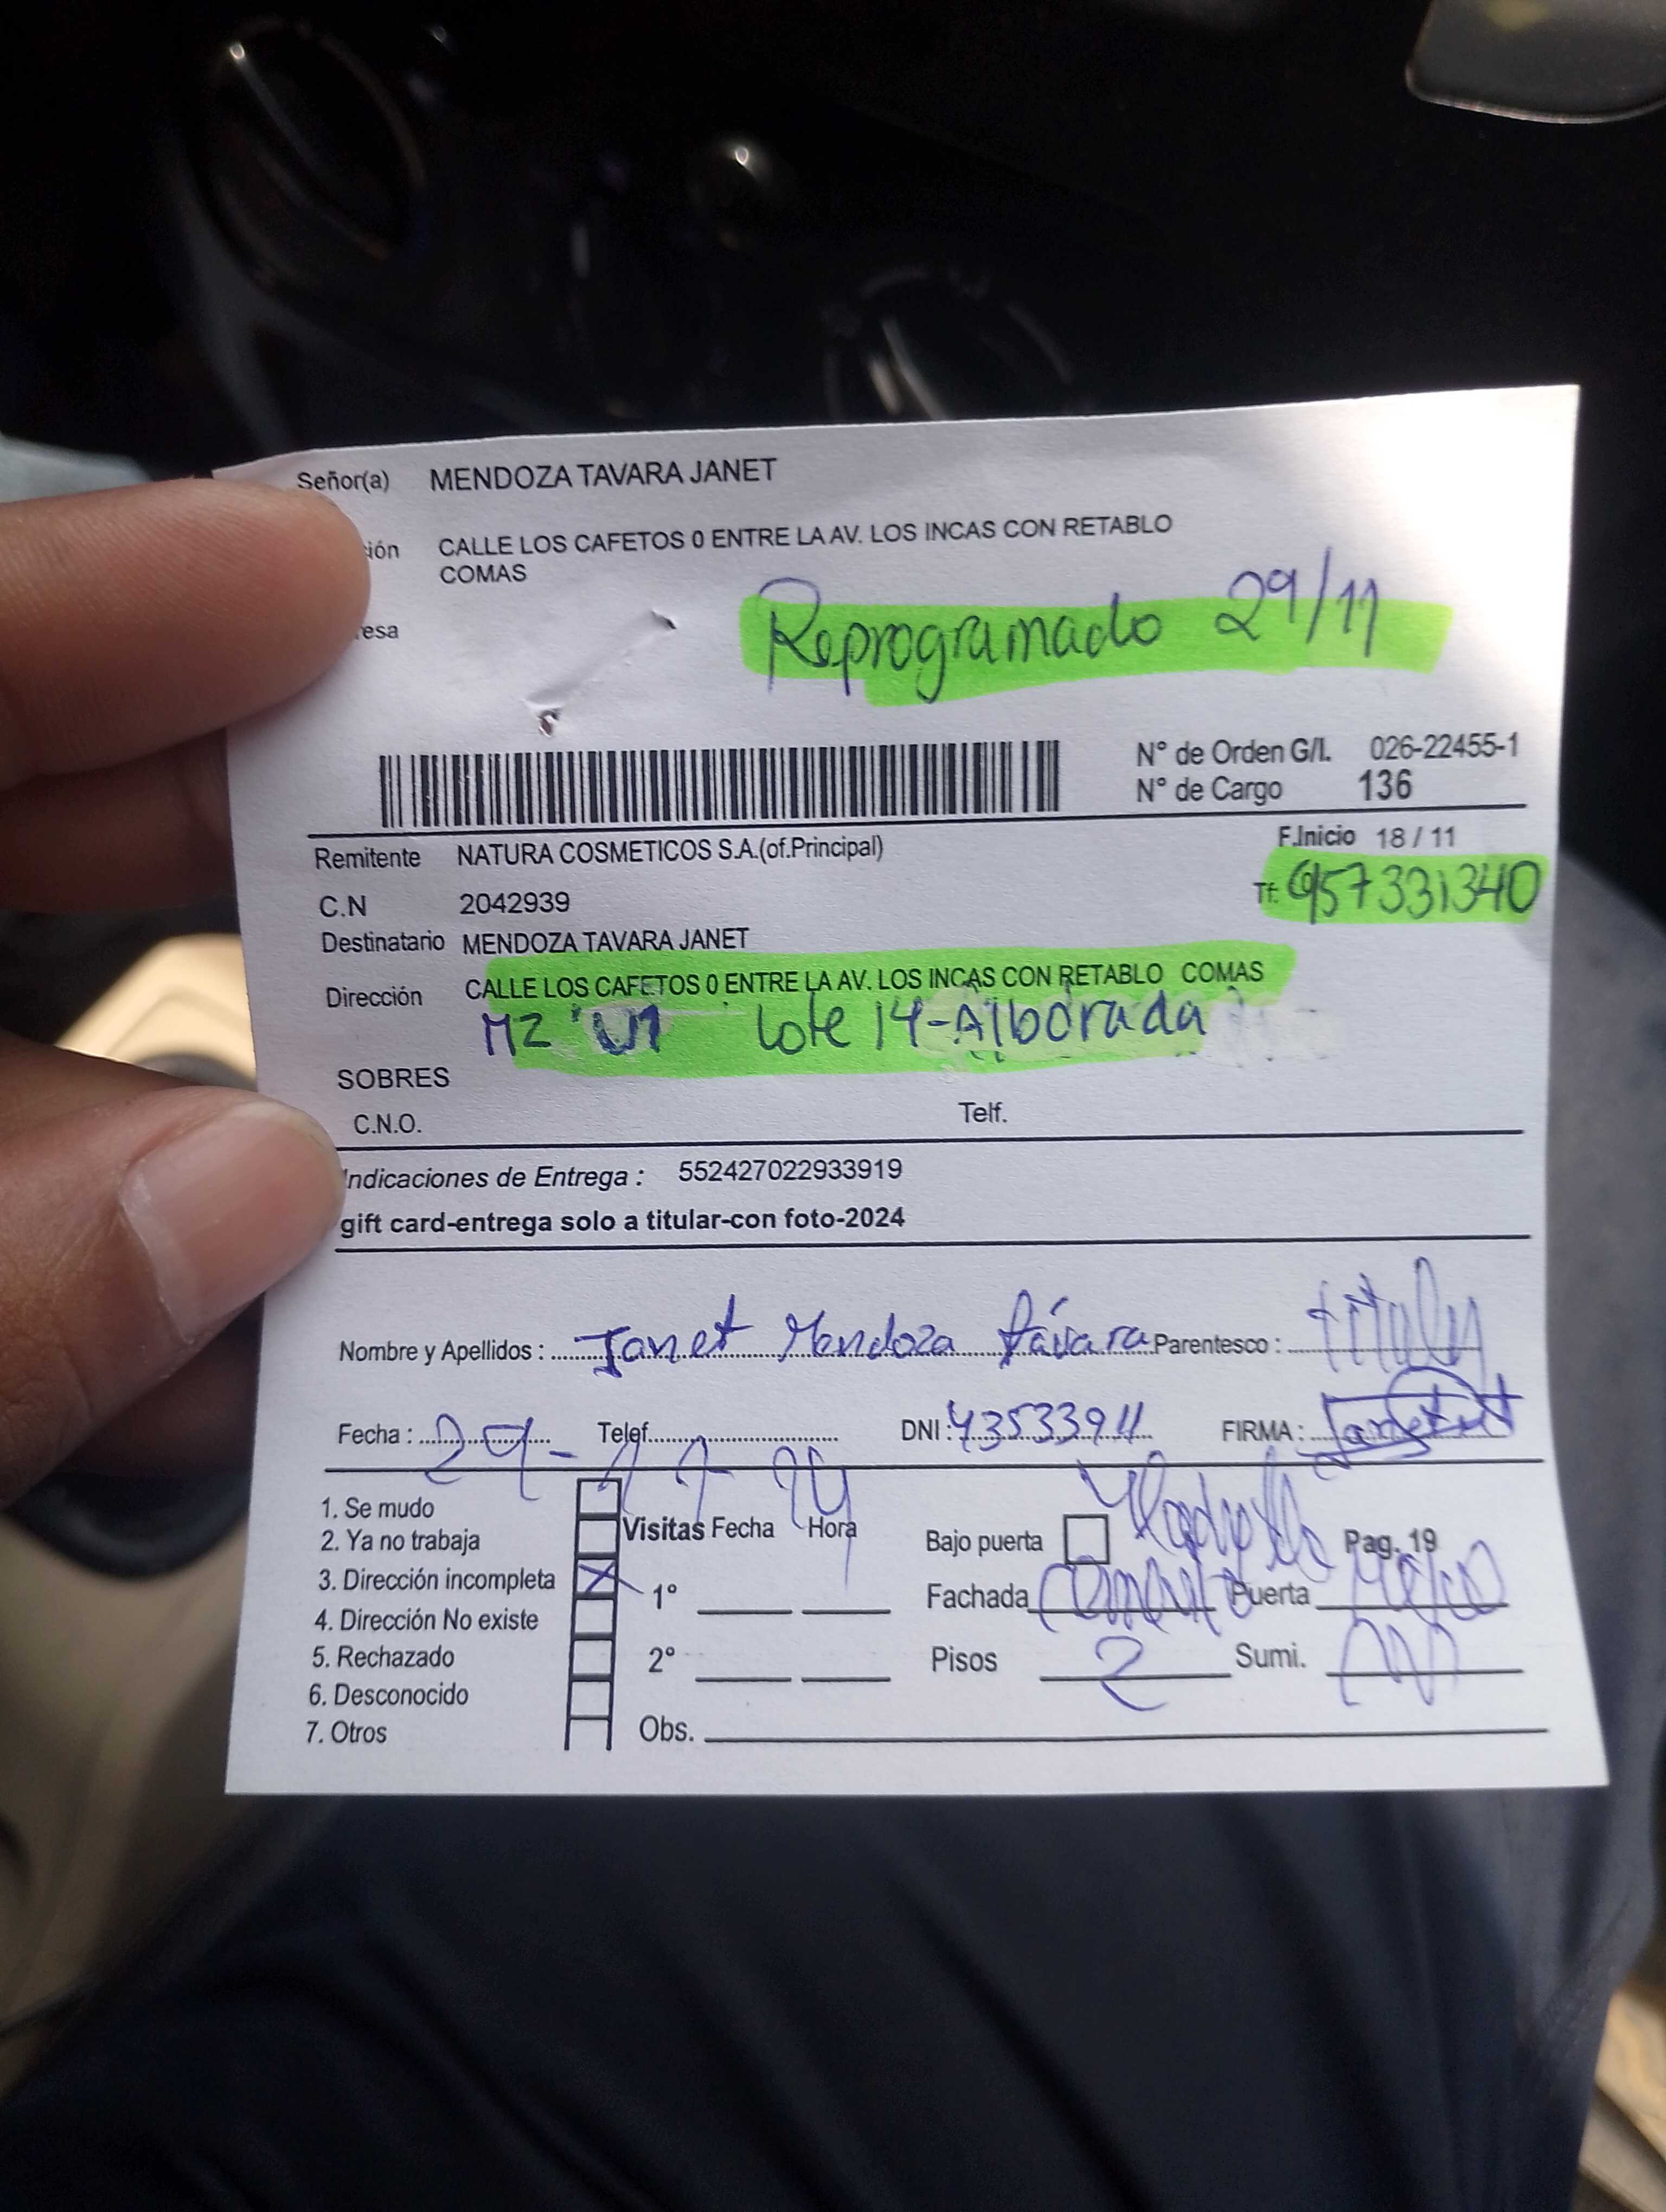 Señor(a) MENDOZA TAVARA JANET
ión CALLE LOS CAFETOS 0 ENTRE LA AV. LOS INCAS CON RETABLO
COMAS
esa
Reprogramado 29/11
N° de Orden G/I. 026-22455-1
N° de Cargo 136
Remitente NATURA COSMETICOS S.A.(of.Principal) F.Inicio 18 / 11
C.N 2042939 Tf: 957331340
Destinatario MENDOZA TAVARA JANET
Dirección CALLE LOS CAFETOS 0 ENTRE LA AV. LOS INCAS CON RETABLO COMAS
MZ lote 14-Alborada
SOBRES
C.N.O. Telf.
Indicaciones de Entrega : 552427022933919
gift card-entrega solo a titular-con foto-2024
Nombre y Apellidos : Janet Mendoza Távara Parentesco : titular
Fecha : 29- Telef. DNI : 43533911 FIRMA :
1. Se mudo
2. Ya no trabaja Visitas Fecha Hora Bajo puerta Pag. 19
3. Dirección incompleta X 1° Fachada Puerta
4. Dirección No existe
5. Rechazado 2° Pisos 2 Sumi.
6. Desconocido
7. Otros Obs.